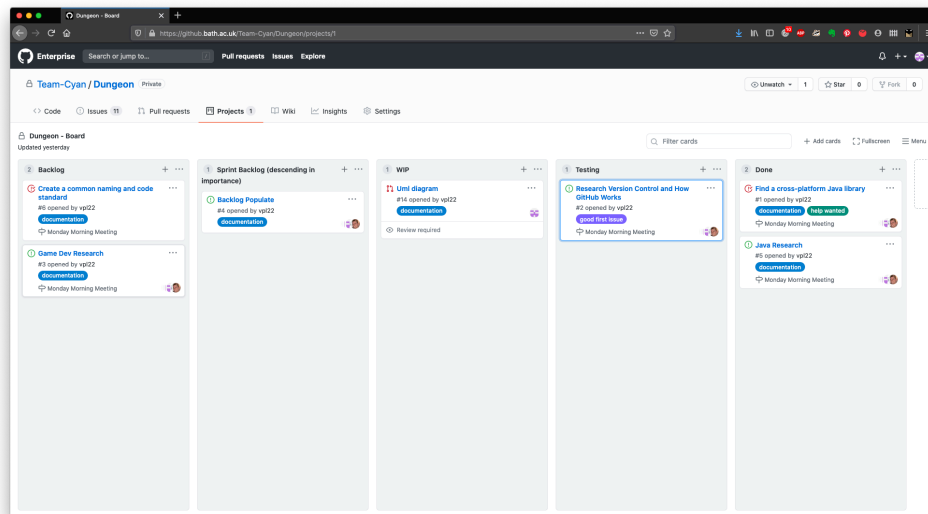 Dungeon - Board
https://github.bath.ac.uk/Team-Cyan/Dungeon/projects/1
Enterprise
Search or jump to...
Pull requests Issues Explore
Team-Cyan / Dungeon Private
Unwatch 1
Star 0
Fork 0
Code
Issues 11
Pull requests
Projects 1
Wiki
Insights
Settings
Dungeon - Board
Updated yesterday
Filter cards
Add cards
Fullscreen
Menu
2 Backlog
Create a common naming and code
standard
#6 opened by vpl22
documentation
Monday Morning Meeting
Game Dev Research
#3 opened by vpl22
documentation
Monday Morning Meeting
1 Sprint Backlog (descending in
importance)
Backlog Populate
#4 opened by vpl22
documentation
1 WIP
Uml diagram
#14 opened by vpl22
documentation
Review required
1 Testing
Research Version Control and How
GitHub Works
#2 opened by vpl22
good first issue
Monday Morning Meeting
2 Done
Find a cross-platform Java library
#1 opened by vpl22
documentation help wanted
Monday Morning Meeting
Java Research
#5 opened by vpl22
documentation
Monday Morning Meeting